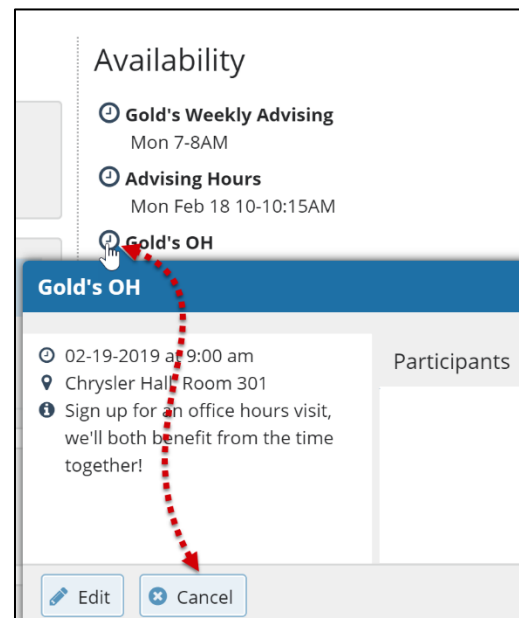 Availability
Gold's Weekly Advising
Mon 7-8AM
Advising Hours
Mon Feb 18 10-10:15AM
Gold's OH
Gold's OH
02-19-2019 at 9:00 am
Chrysler Hall, Room 301
Sign up for an office hours visit,
we'll both benefit from the time
together!
Participants
Edit
Cancel